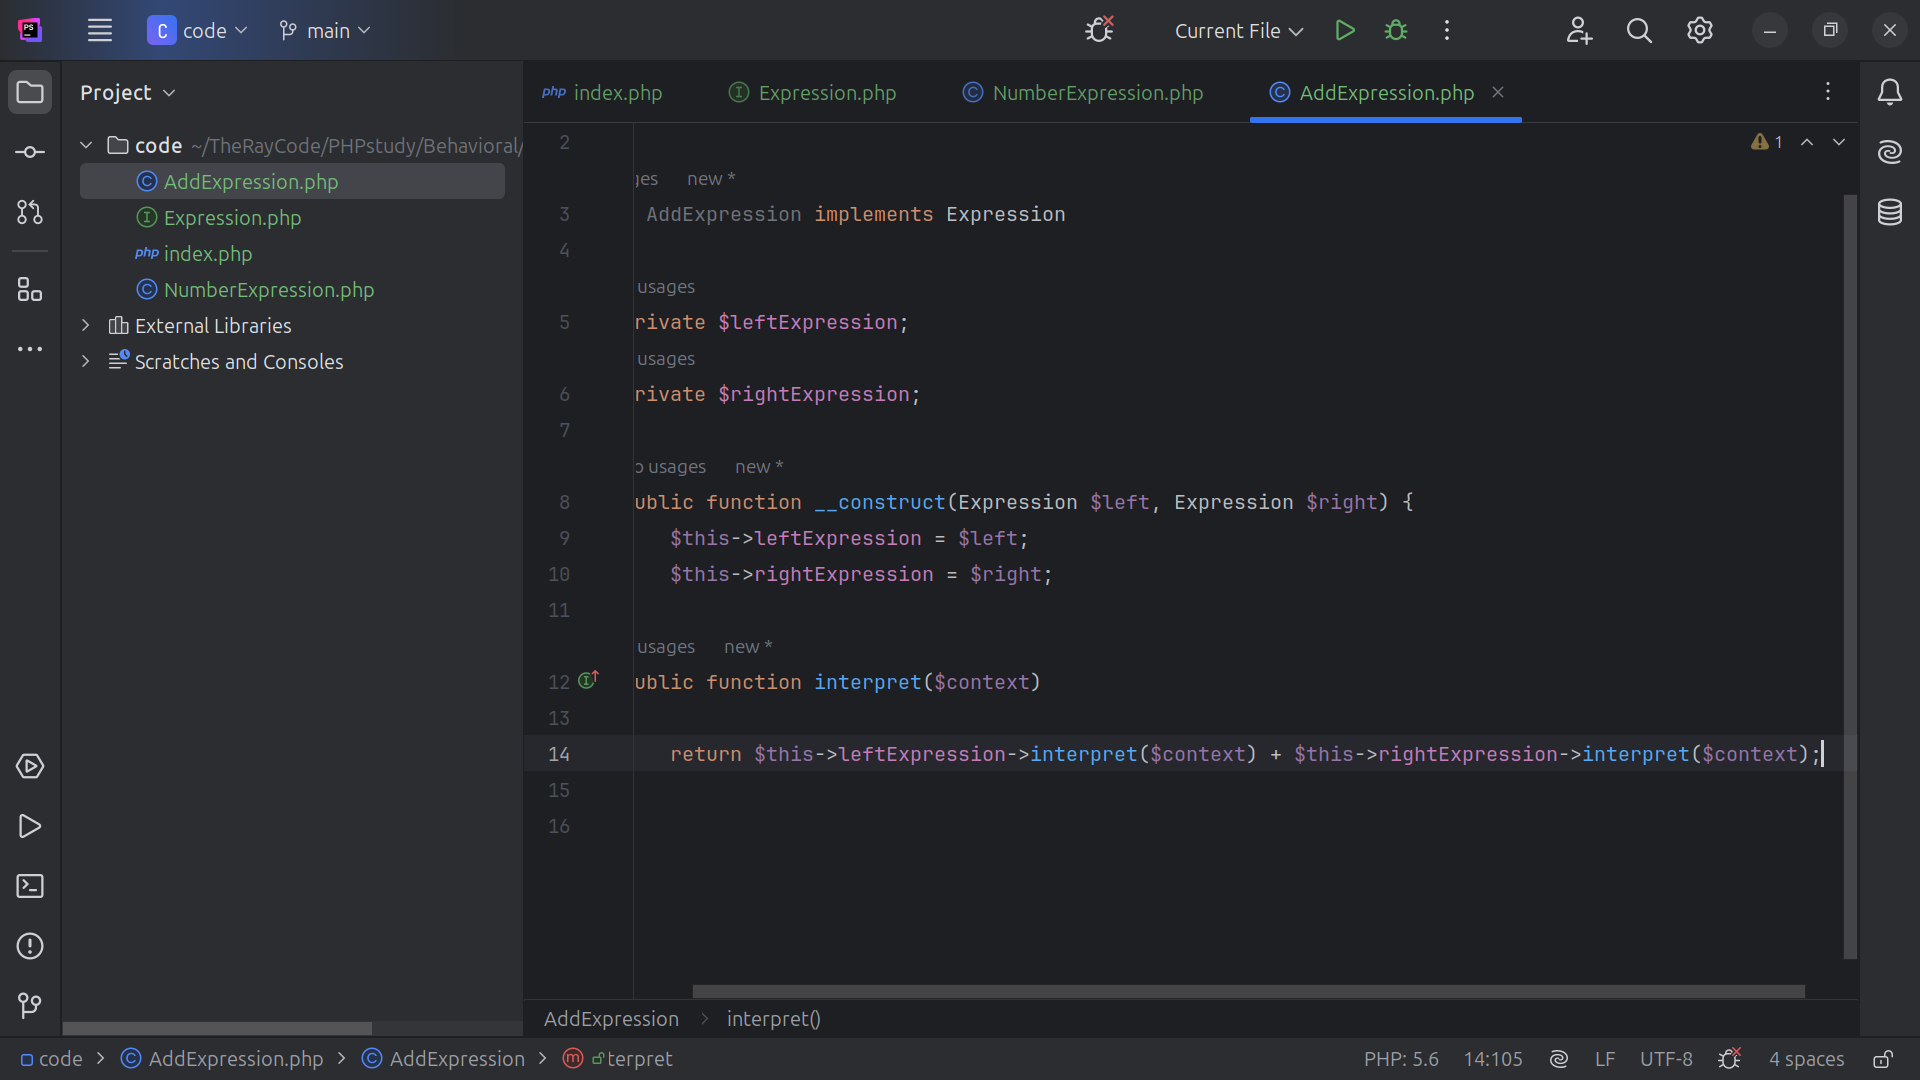 PS
C code main
Current File
Project
code ~/TheRayCode/PHPstudy/Behavioral/
C AddExpression.php
I Expression.php
php index.php
C NumberExpression.php
External Libraries
Scratches and Consoles
php index.php I Expression.php C NumberExpression.php C AddExpression.php
1
2
new *
3 AddExpression implements Expression
4
usages
5 rivate $leftExpression;
usages
6 rivate $rightExpression;
7
o usages new *
8 ublic function __construct(Expression $left, Expression $right) {
9 $this->leftExpression = $left;
10 $this->rightExpression = $right;
11
usages new *
12 I ublic function interpret($context)
13
14 return $this->leftExpression->interpret($context) + $this->rightExpression->interpret($context);
15
16
AddExpression > interpret()
code > C AddExpression.php > C AddExpression > m terpret
PHP: 5.6 14:105 LF UTF-8 4 spaces